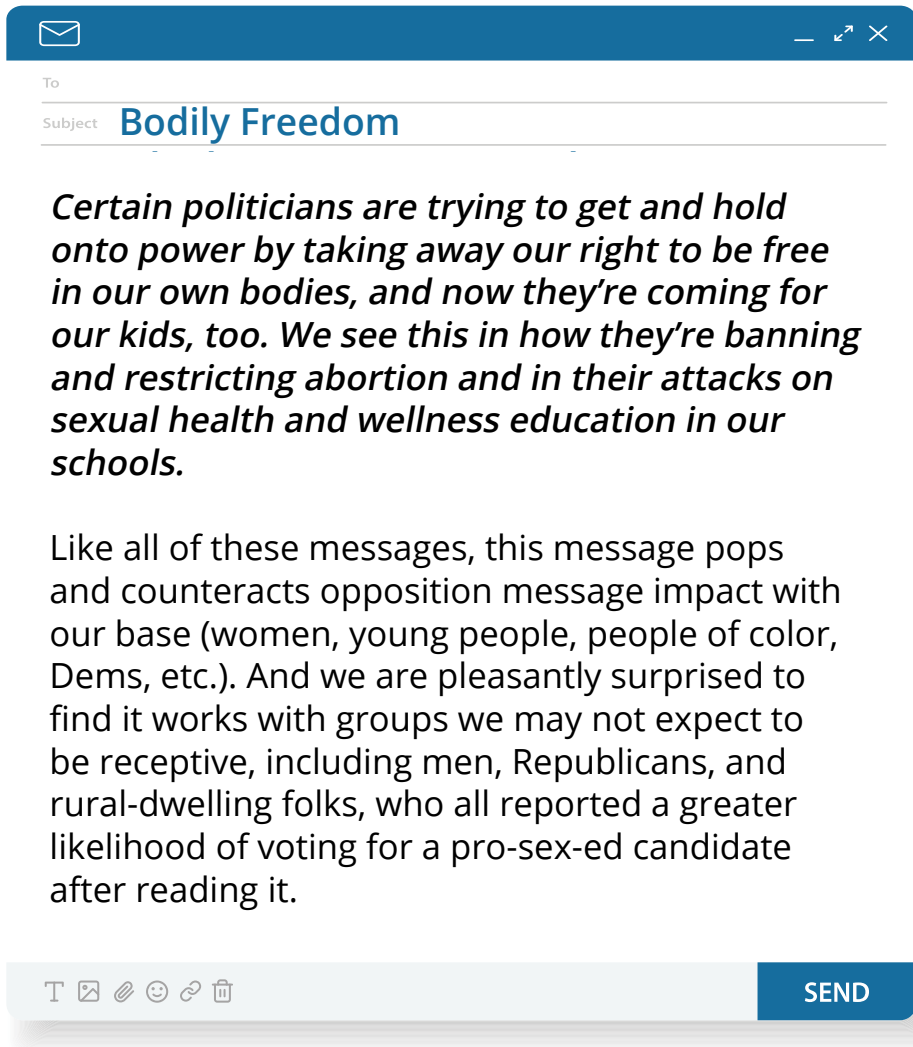 To
Subject Bodily Freedom
Certain politicians are trying to get and hold
onto power by taking away our right to be free
in our own bodies, and now they’re coming for
our kids, too. We see this in how they’re banning
and restricting abortion and in their attacks on
sexual health and wellness education in our
schools.
Like all of these messages, this message pops
and counteracts opposition message impact with
our base (women, young people, people of color,
Dems, etc.). And we are pleasantly surprised to
find it works with groups we may not expect to
be receptive, including men, Republicans, and
rural-dwelling folks, who all reported a greater
likelihood of voting for a pro-sex-ed candidate
after reading it.
SEND